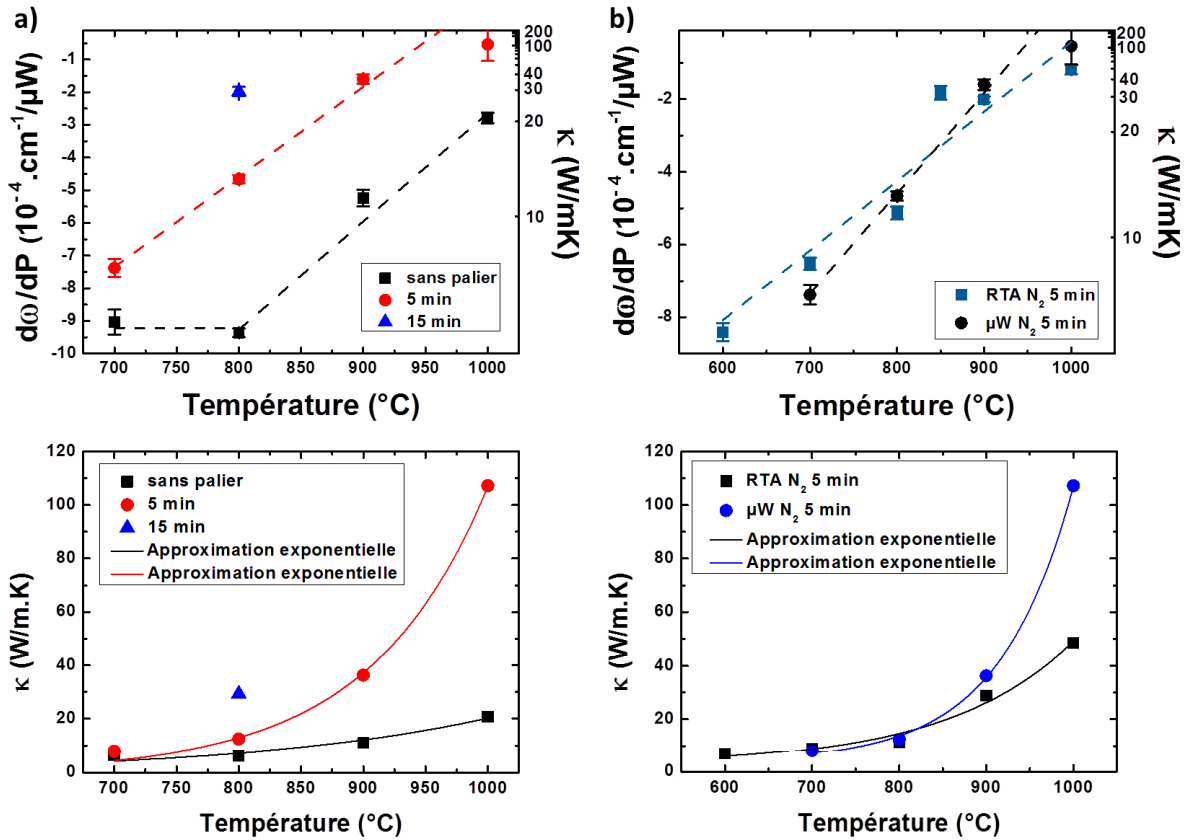 a)
dω/dP (10⁻⁴.cm⁻¹/µW)
-1
-2
-3
-4
-5
-6
-7
-8
-9
-10
200
100
40
30
20
10
κ (W/mK)
sans palier
5 min
15 min
700 750 800 850 900 950 1000
Température (°C)
b)
dω/dP (10⁻⁴.cm⁻¹/µW)
-2
-4
-6
-8
200
100
40
30
20
10
κ (W/mK)
RTA N₂ 5 min
µW N₂ 5 min
600 700 800 900 1000
Température (°C)
κ (W/m.K)
120
100
80
60
40
20
0
sans palier
5 min
15 min
Approximation exponentielle
Approximation exponentielle
700 750 800 850 900 950 1000
Température (°C)
κ (W/m.K)
120
100
80
60
40
20
0
RTA N₂ 5 min
µW N₂ 5 min
Approximation exponentielle
Approximation exponentielle
600 700 800 900 1000
Température (°C)